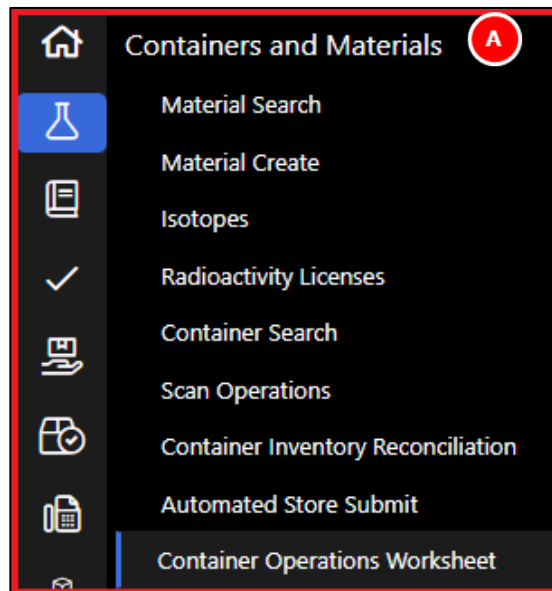 Containers and Materials A
Material Search
Material Create
Isotopes
Radioactivity Licenses
Container Search
Scan Operations
Container Inventory Reconciliation
Automated Store Submit
Container Operations Worksheet